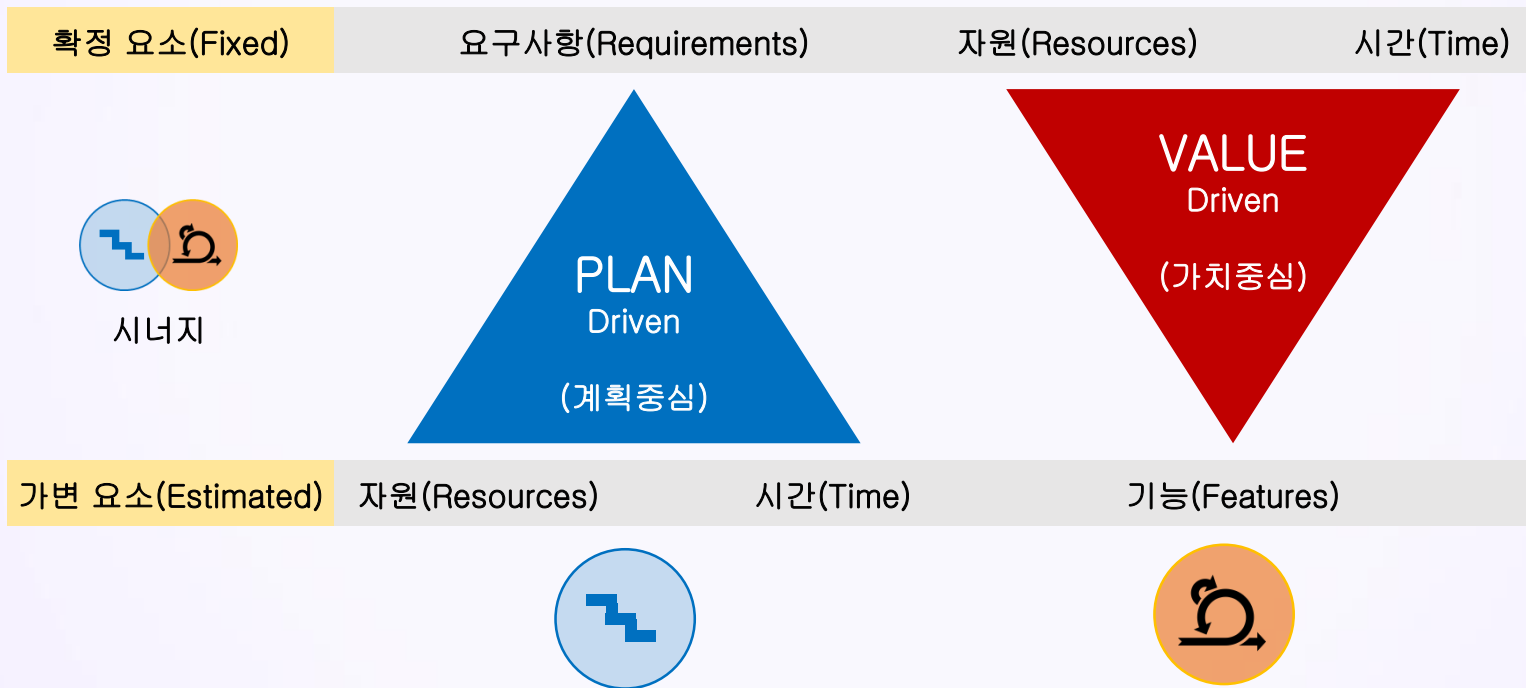 확정 요소(Fixed) 요구사항(Requirements) 자원(Resources) 시간(Time)
VALUE
Driven
(가치중심)
PLAN
Driven
(계획중심)
시너지
가변 요소(Estimated) 자원(Resources) 시간(Time) 기능(Features)